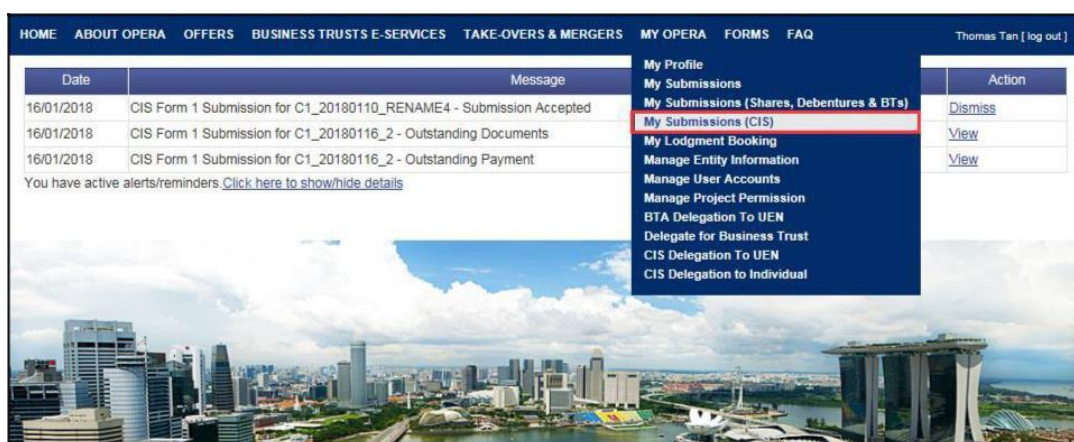 HOME ABOUT OPERA OFFERS BUSINESS TRUSTS E-SERVICES TAKE-OVERS & MERGERS MY OPERA FORMS FAQ Thomas Tan [ log out ]
Date Message Action
16/01/2018 CIS Form 1 Submission for C1_20180110_RENAME4 - Submission Accepted Dismiss
16/01/2018 CIS Form 1 Submission for C1_20180116_2 - Outstanding Documents View
16/01/2018 CIS Form 1 Submission for C1_20180116_2 - Outstanding Payment View
You have active alerts/reminders. Click here to show/hide details
My Profile
My Submissions
My Submissions (Shares, Debentures & BTs)
My Submissions (CIS)
My Lodgment Booking
Manage Entity Information
Manage User Accounts
Manage Project Permission
BTA Delegation To UEN
Delegate for Business Trust
CIS Delegation To UEN
CIS Delegation to Individual